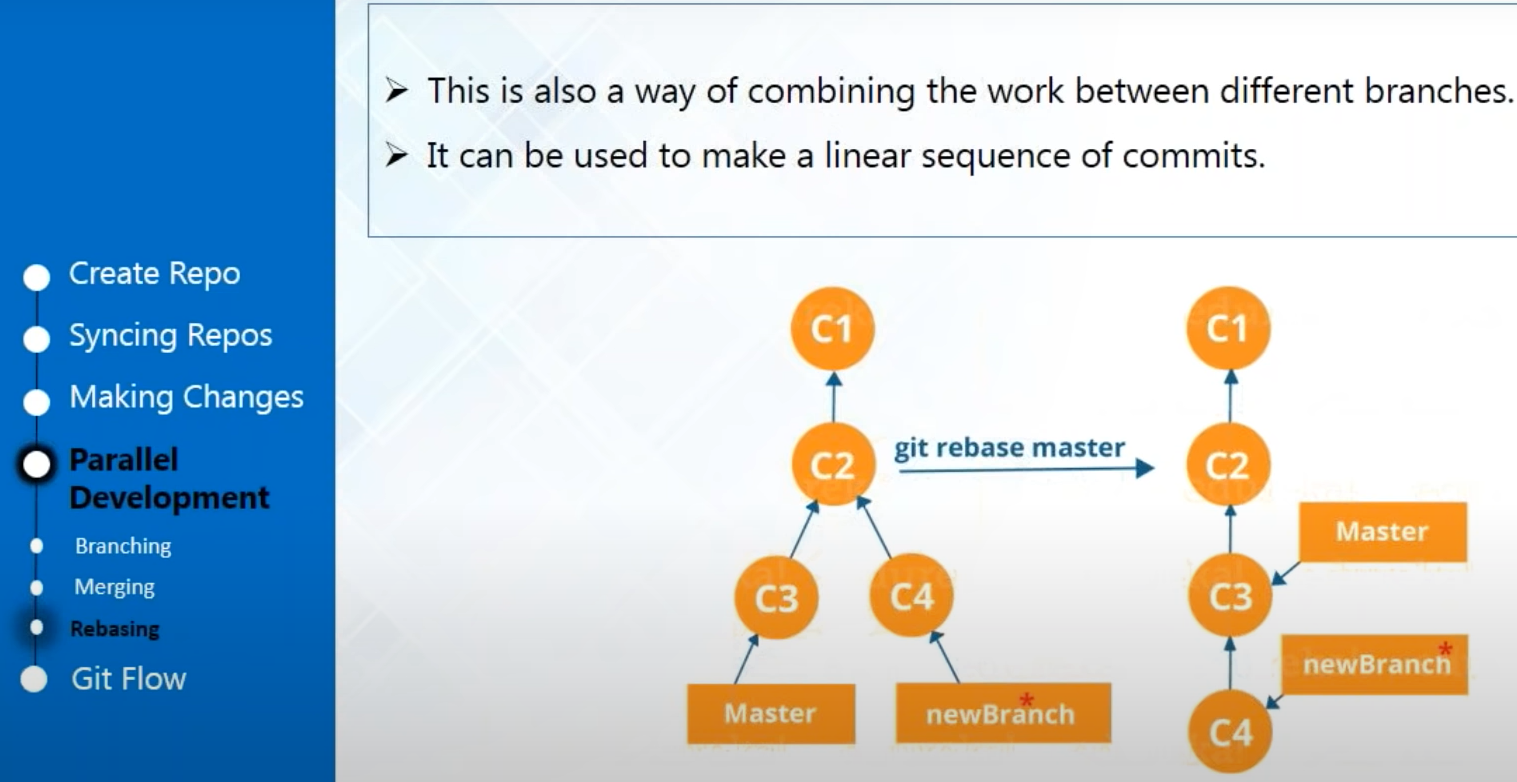 This is also a way of combining the work between different branches.
It can be used to make a linear sequence of commits.
Create Repo
Syncing Repos
Making Changes
Parallel
Development
Branching
Merging
Rebasing
Git Flow
C1
C2
C3
C4
Master
newBranch*
git rebase master
C1
C2
Master
C3
newBranch*
C4